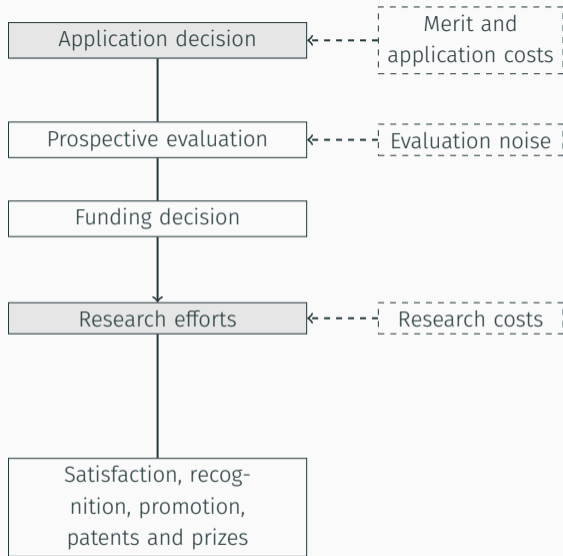 Application decision
Merit and
application costs
Prospective evaluation
Evaluation noise
Funding decision
Research efforts
Research costs
Satisfaction, recog-
nition, promotion,
patents and prizes